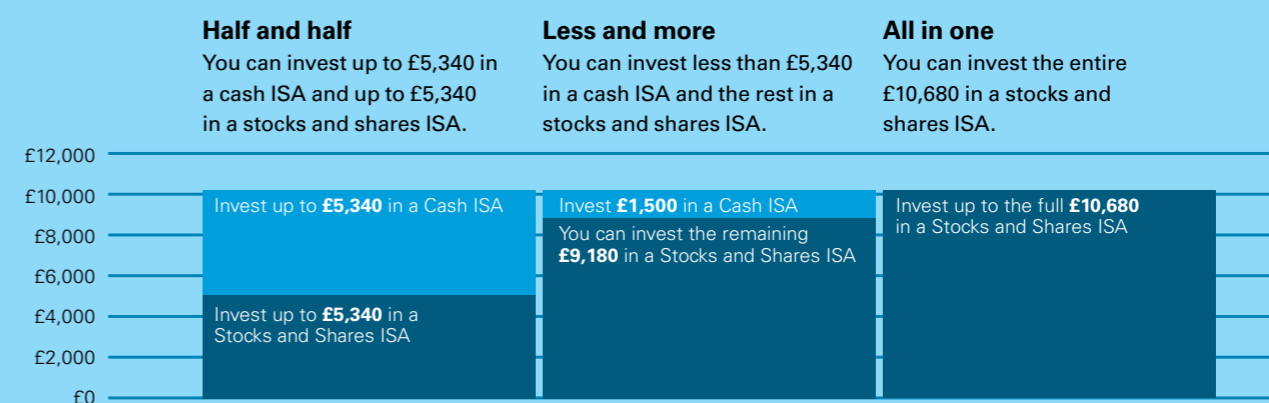 Half and half
You can invest up to £5,340 in
a cash ISA and up to £5,340
in a stocks and shares ISA.
Less and more
You can invest less than £5,340
in a cash ISA and the rest in a
stocks and shares ISA.
All in one
You can invest the entire
£10,680 in a stocks and
shares ISA.
£12,000
£10,000
£8,000
£6,000
£4,000
£2,000
£0
Invest up to £5,340 in a Cash ISA
Invest up to £5,340 in a
Stocks and Shares ISA
Invest £1,500 in a Cash ISA
You can invest the remaining
£9,180 in a Stocks and Shares ISA
Invest up to the full £10,680
in a Stocks and Shares ISA